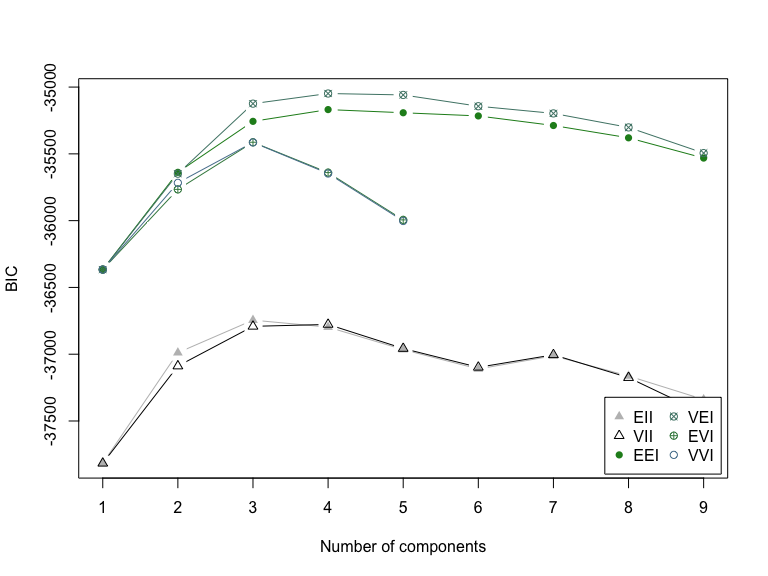 BIC
-35000
-35500
-36000
-36500
-37000
-37500
EII VEI
VII EVI
EEI VVI
1 2 3 4 5 6 7 8 9
Number of components